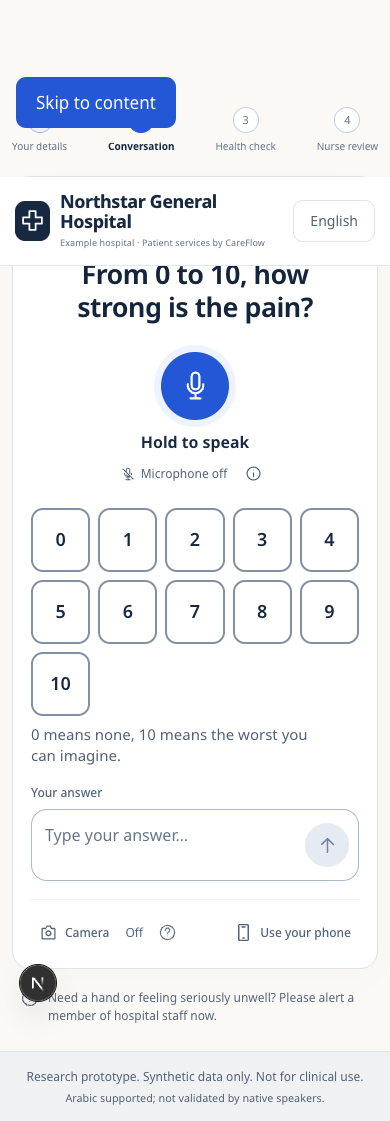 Skip to content
3
4
Your details
Conversation
Health check
Nurse review
Northstar General
Hospital
Example hospital · Patient services by CareFlow
English
From 0 to 10, how
strong is the pain?
Hold to speak
Microphone off
0
1
2
3
4
5
6
7
8
9
10
0 means none, 10 means the worst you
can imagine.
Your answer
Type your answer...
Camera
Off
Use your phone
N
Need a hand or feeling seriously unwell? Please alert a
member of hospital staff now.
Research prototype. Synthetic data only. Not for clinical use.
Arabic supported; not validated by native speakers.